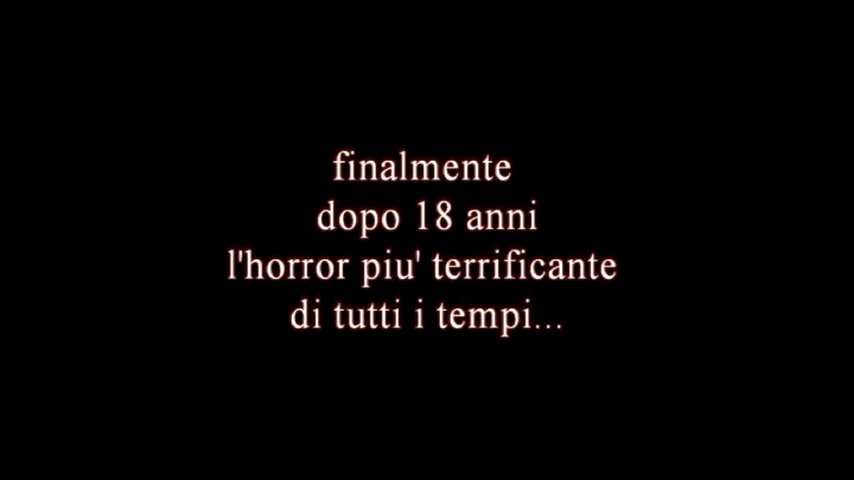 finalmente
dopo 18 anni
l'horror piu' terrificante
di tutti i tempi...